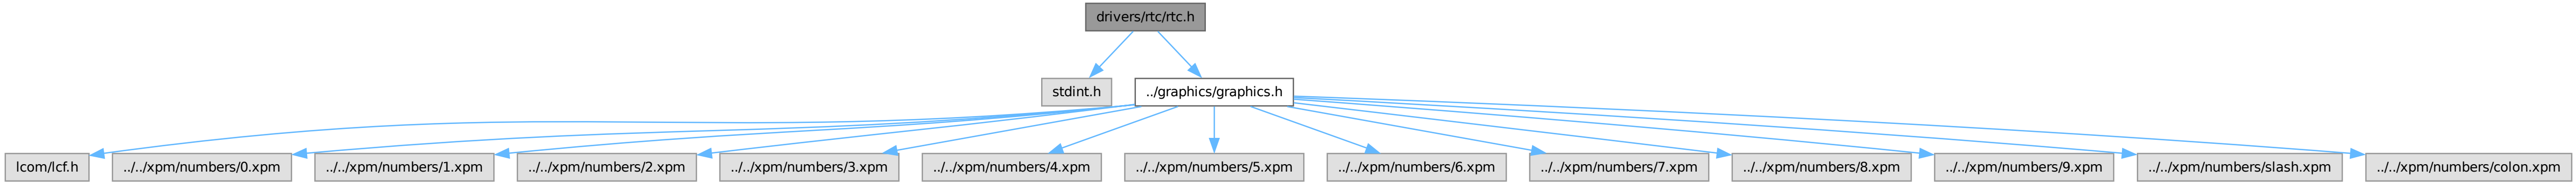 drivers/rtc/rtc.h
stdint.h
../graphics/graphics.h
lcom/lcf.h
../../xpm/numbers/0.xpm
../../xpm/numbers/1.xpm
../../xpm/numbers/2.xpm
../../xpm/numbers/3.xpm
../../xpm/numbers/4.xpm
../../xpm/numbers/5.xpm
../../xpm/numbers/6.xpm
../../xpm/numbers/7.xpm
../../xpm/numbers/8.xpm
../../xpm/numbers/9.xpm
../../xpm/numbers/slash.xpm
../../xpm/numbers/colon.xpm